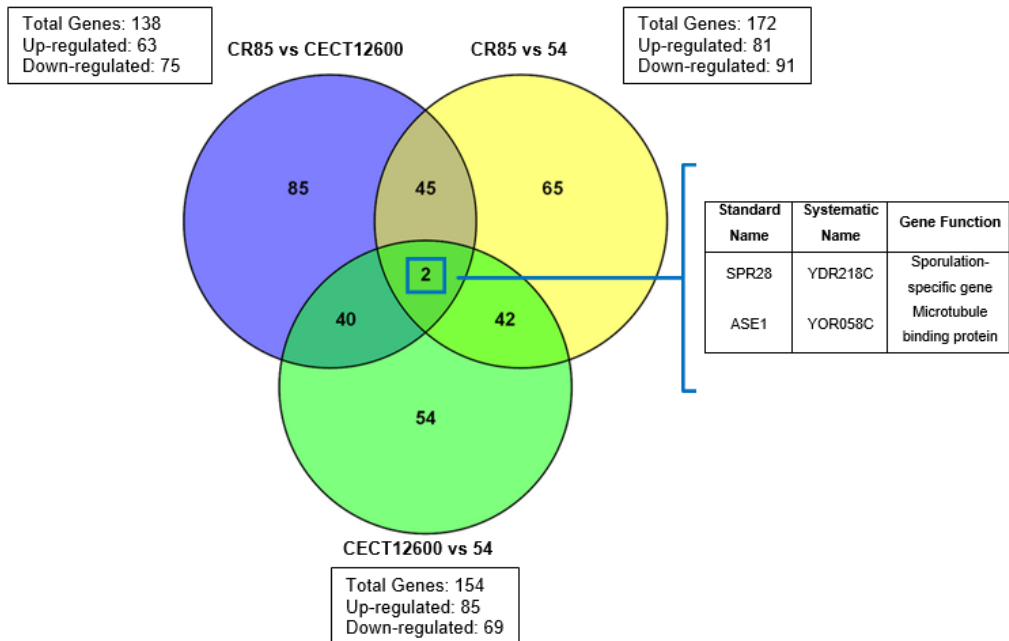 Total Genes: 138
Up-regulated: 63
Down-regulated: 75
Total Genes: 172
Up-regulated: 81
Down-regulated: 91
CR85 vs CECT12600
CR85 vs 54
85
45
65
2
40
42
54
Standard Name
Systematic Name
Gene Function
SPR28
YDR218C
Sporulation-
specific gene
ASE1
YOR058C
Microtubule
binding protein
CECT12600 vs 54
Total Genes: 154
Up-regulated: 85
Down-regulated: 69